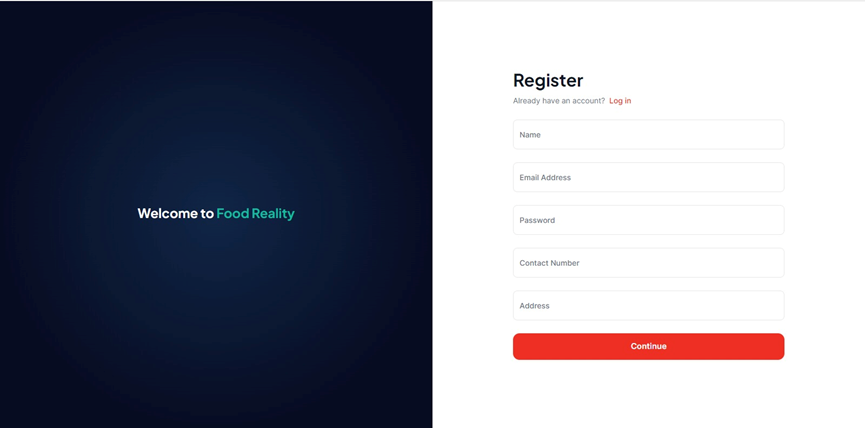 Welcome to Food Reality
Register
Already have an account? Log in
Name
Email Address
Password
Contact Number
Address
Continue